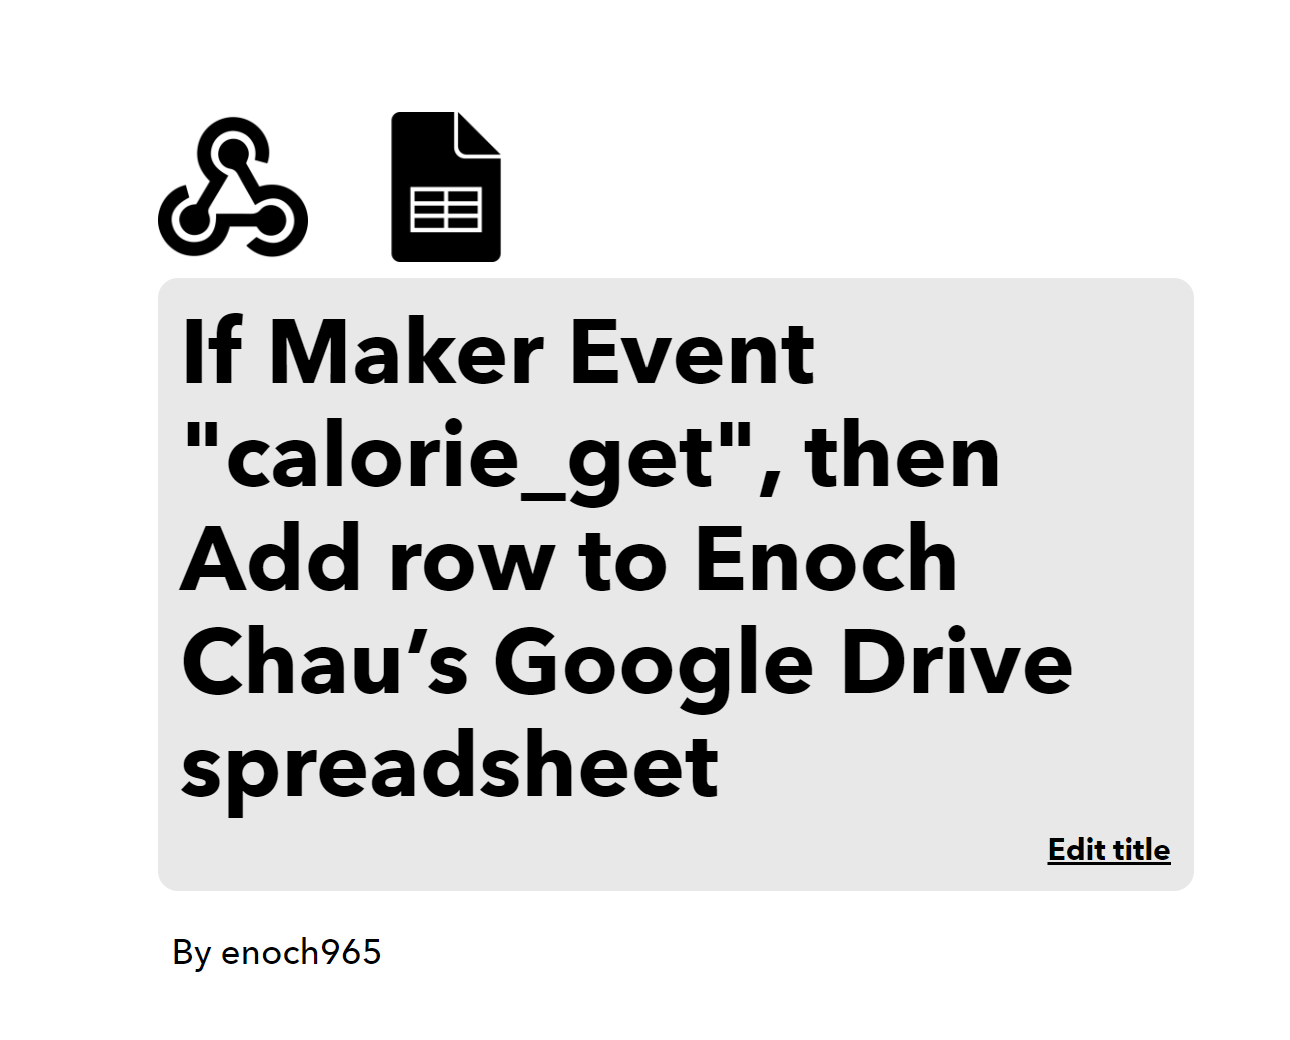 If Maker Event
"calorie_get", then
Add row to Enoch
Chau’s Google Drive
spreadsheet
Edit title
By enoch965